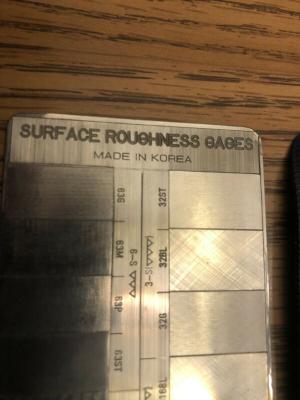 SURFACE ROUGHNESS GAGES
MADE IN KOREA
63G
63M
63P
63ST
6-S
3-S
32ST
32BL
32G
16BL